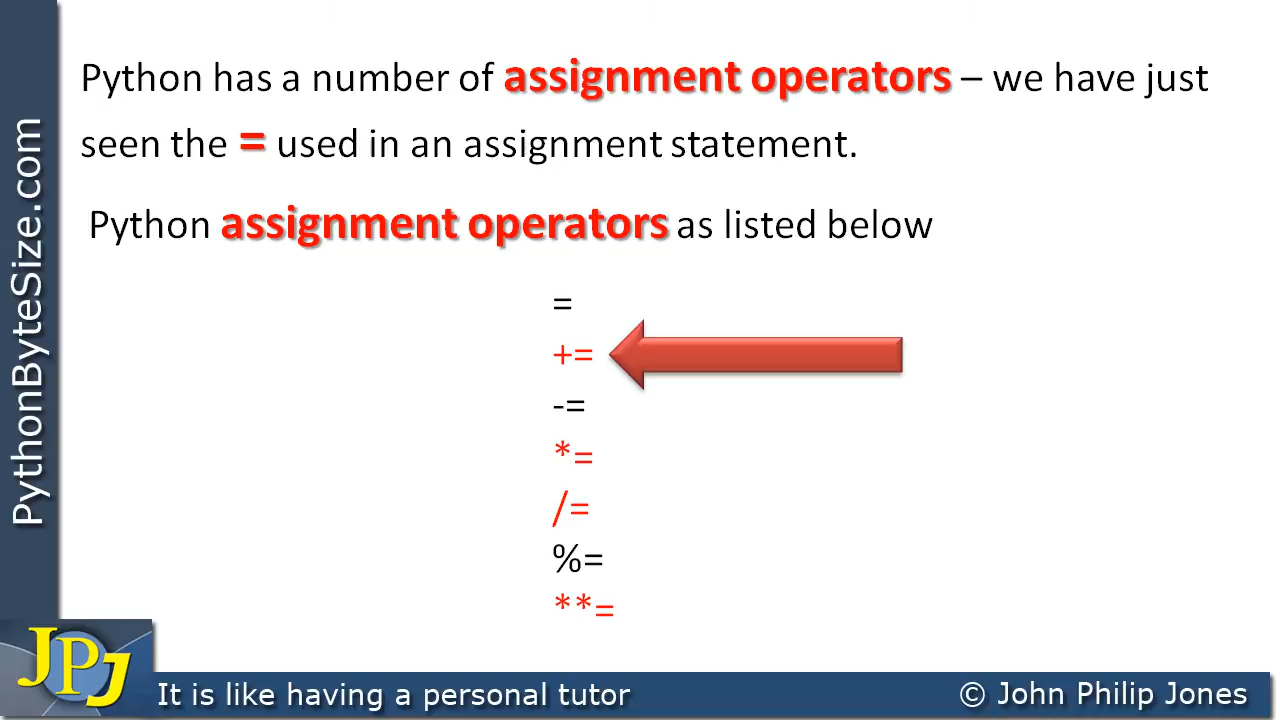 Python has a number of assignment operators – we have just
seen the = used in an assignment statement.
Python assignment operators as listed below
=
+=
-=
*=
/=
%=
**=
PythonByteSize.com
JPJ
It is like having a personal tutor
© John Philip Jones